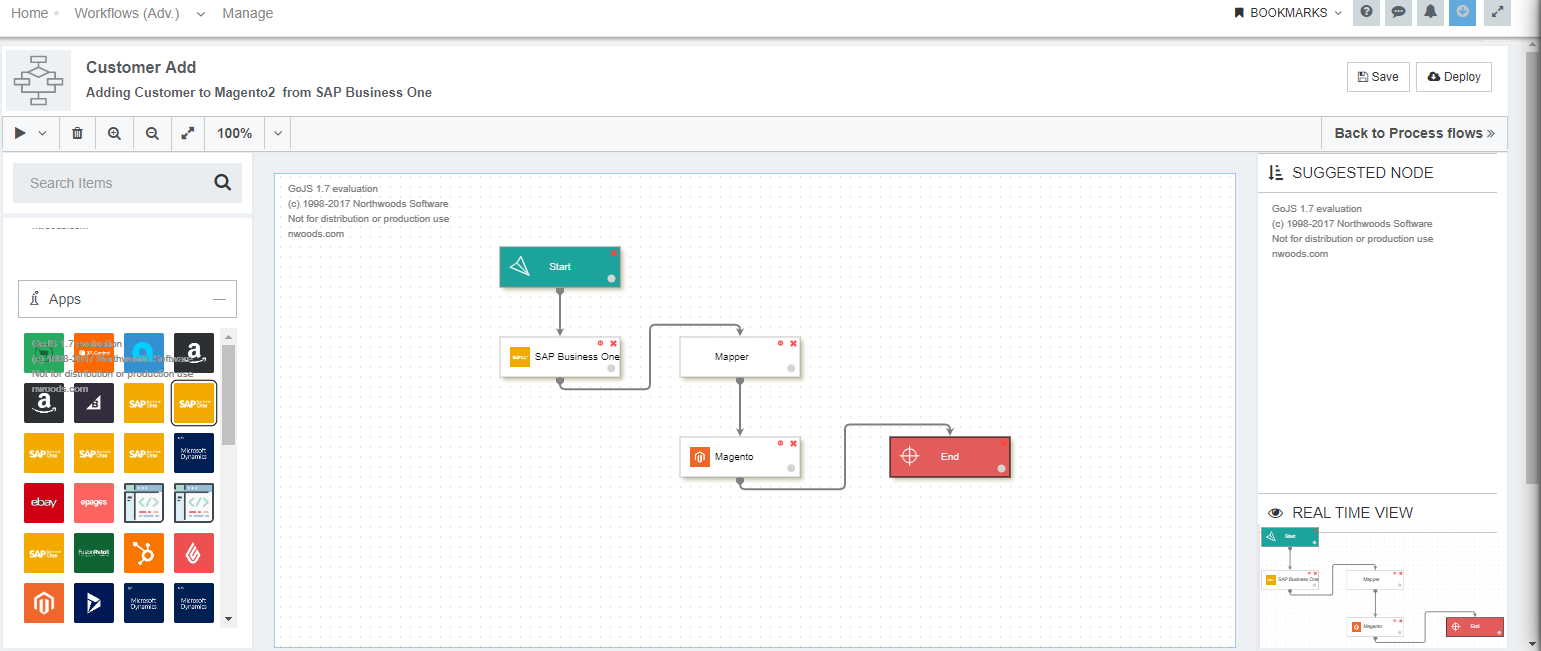 Home Workflows (Adv.) Manage
BOOKMARKS
Customer Add
Adding Customer to Magento2 from SAP Business One
Save
Deploy
100%
Back to Process flows »
Search Items
Apps
GoJS 1.7 evaluation
(c) 1998-2017 Northwoods Software
Not for distribution or production use
nwoods.com
a
a
SAP Business One
SAP Business One
SAP Business One
SAP Business One
SAP Business One
Microsoft Dynamics
ebay
epages
SAP Business One
FusionRetail
Microsoft Dynamics
Microsoft Dynamics
GoJS 1.7 evaluation
(c) 1998-2017 Northwoods Software
Not for distribution or production use
nwoods.com
Start
SAP Business One
Mapper
Magento
End
SUGGESTED NODE
GoJS 1.7 evaluation
(c) 1998-2017 Northwoods Software
Not for distribution or production use
nwoods.com
REAL TIME VIEW
Start
SAP Business One
Mapper
Magento
End